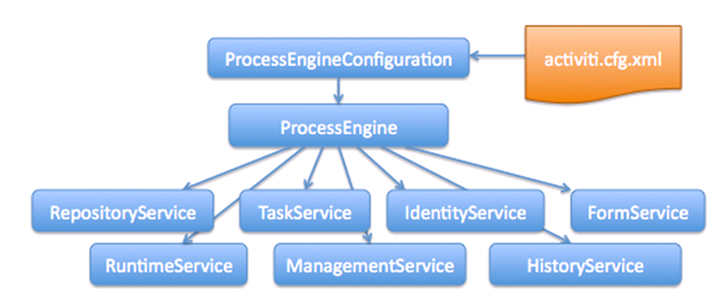 ProcessEngineConfiguration
activiti.cfg.xml
ProcessEngine
RepositoryService
TaskService
IdentityService
FormService
RuntimeService
ManagementService
HistoryService